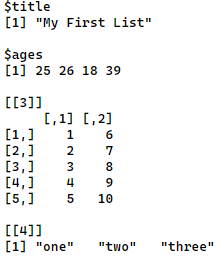 $title
[1] "My First List"
$ages
[1] 25 26 18 39
[[3]]
     [,1] [,2]
[1,]    1    6
[2,]    2    7
[3,]    3    8
[4,]    4    9
[5,]    5   10
[[4]]
[1] "one"   "two"   "three"